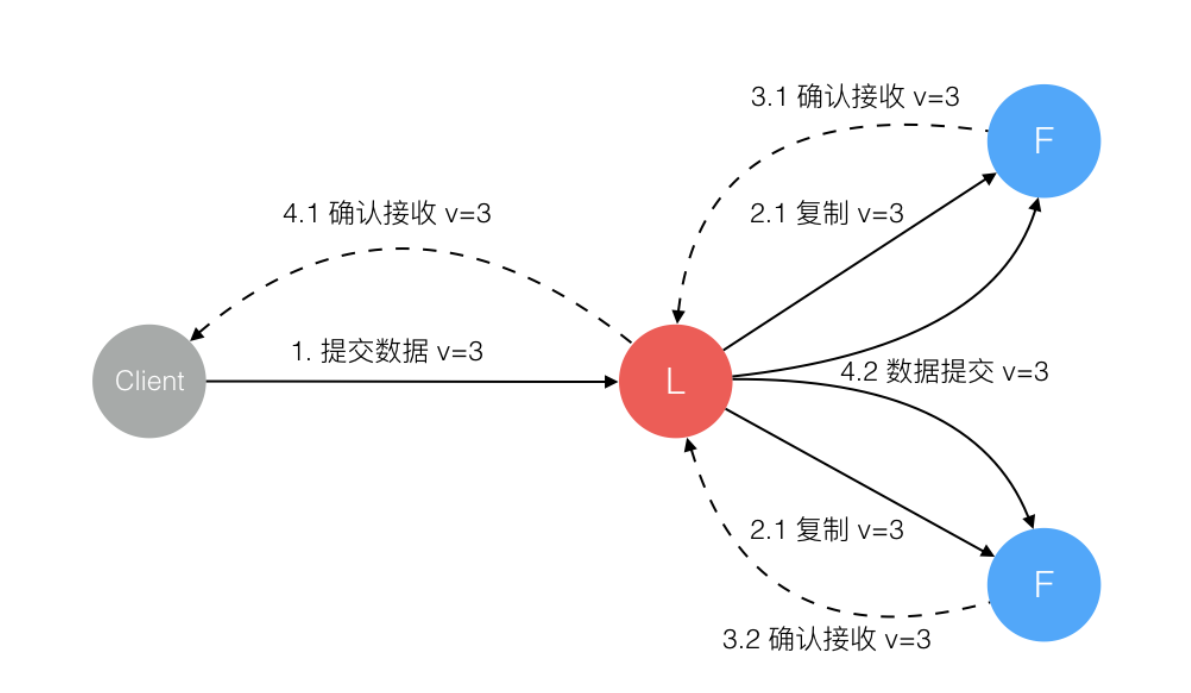 3.1 确认接收 v=3
F
4.1 确认接收 v=3
2.1 复制 v=3
1. 提交数据 v=3
Client
L
4.2 数据提交 v=3
2.1 复制 v=3
F
3.2 确认接收 v=3